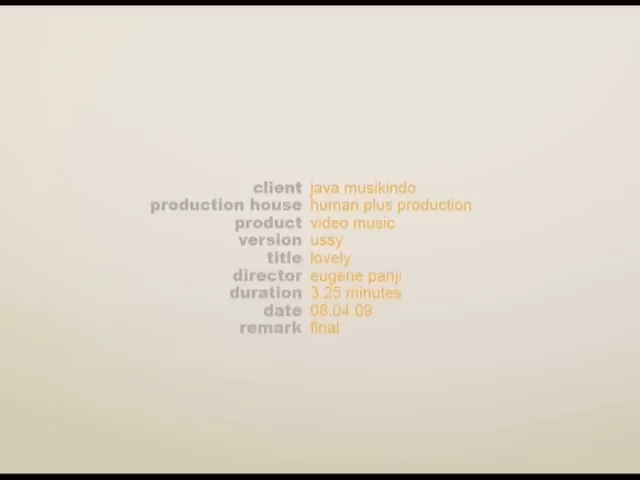 client java musikindo
production house human plus production
product video music
version ussy
title lovely
director eugene panji
duration 3.25 minutes
date 08.04.09
remark final